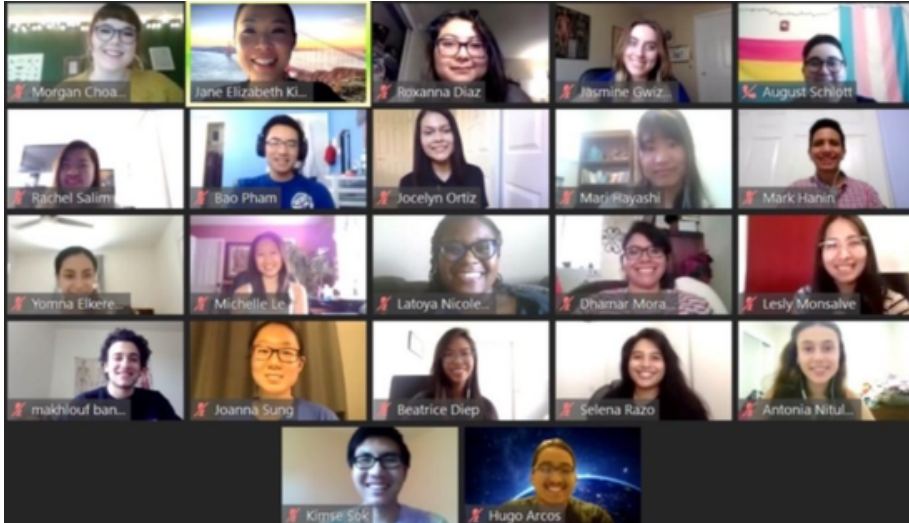 Morgan Choa...
Jane Elizabeth Ki...
Roxanna Diaz
Jasmine Gwiz...
August Schlott
Rachel Salim
Bao Pham
Jocelyn Ortiz
Mari Hayashi
Mark Hanin
Yomna Elkere...
Michelle Le
Latoya Nicole...
Dhamar Mora...
Lesly Monsalve
makhlouf ban...
Joanna Sung
Beatrice Diep
Selena Razo
Antonia Nitul...
Kimse Sok
Hugo Arcos